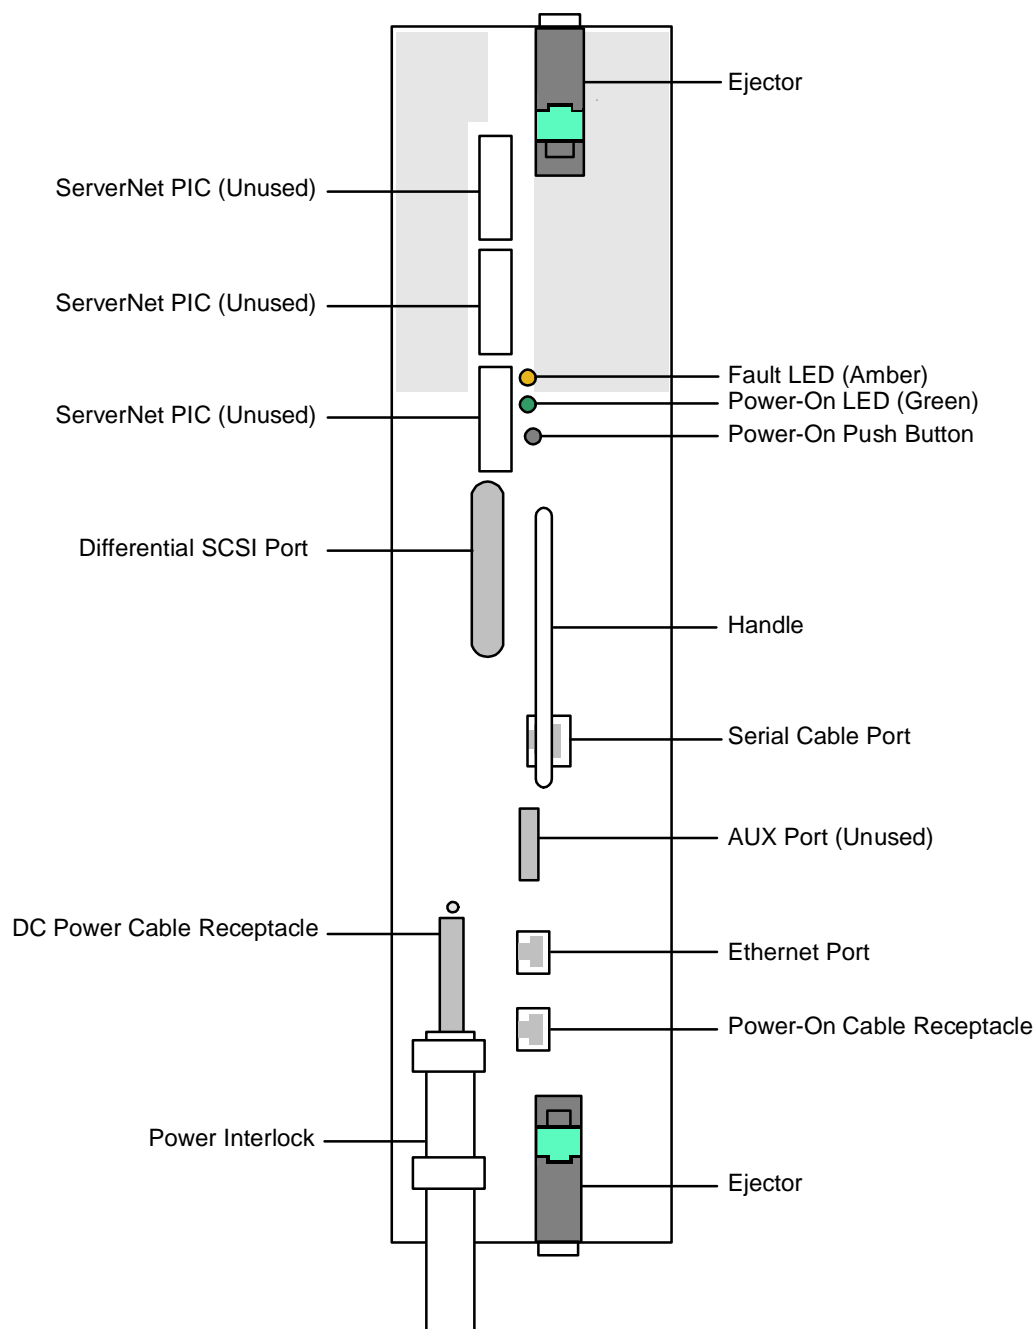 Ejector
ServerNet PIC (Unused)
ServerNet PIC (Unused)
Fault LED (Amber)
Power-On LED (Green)
ServerNet PIC (Unused)
Power-On Push Button
Differential SCSI Port
Handle
Serial Cable Port
AUX Port (Unused)
DC Power Cable Receptacle
Ethernet Port
Power-On Cable Receptacle
Power Interlock
Ejector